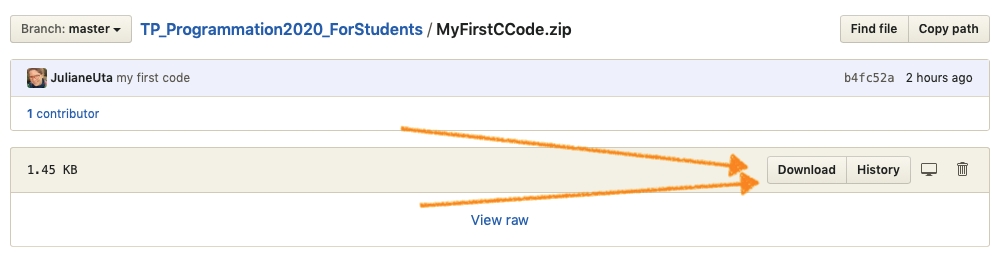 Branch: master TP_Programmation2020_ForStudents / MyFirstCCode.zip Find file Copy path
JulianeUta my first code b4fc52a 2 hours ago
1 contributor
1.45 KB Download History
View raw